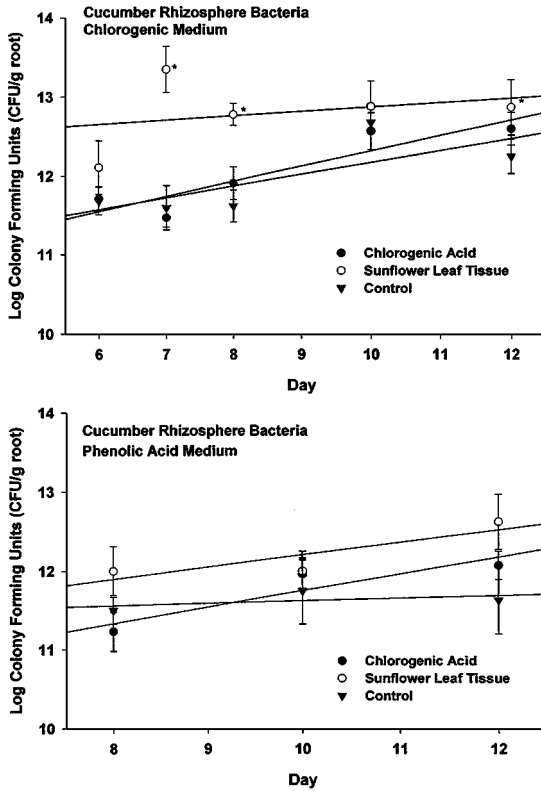 Cucumber Rhizosphere Bacteria
Chlorogenic Medium
Log Colony Forming Units (CFU/g root)
14
13
12
11
10
*
*
*
Chlorogenic Acid
Sunflower Leaf Tissue
Control
6
7
8
9
10
11
12
Day
Cucumber Rhizosphere Bacteria
Phenolic Acid Medium
Log Colony Forming Units (CFU/g root)
14
13
12
11
10
Chlorogenic Acid
Sunflower Leaf Tissue
Control
8
9
10
11
12
Day